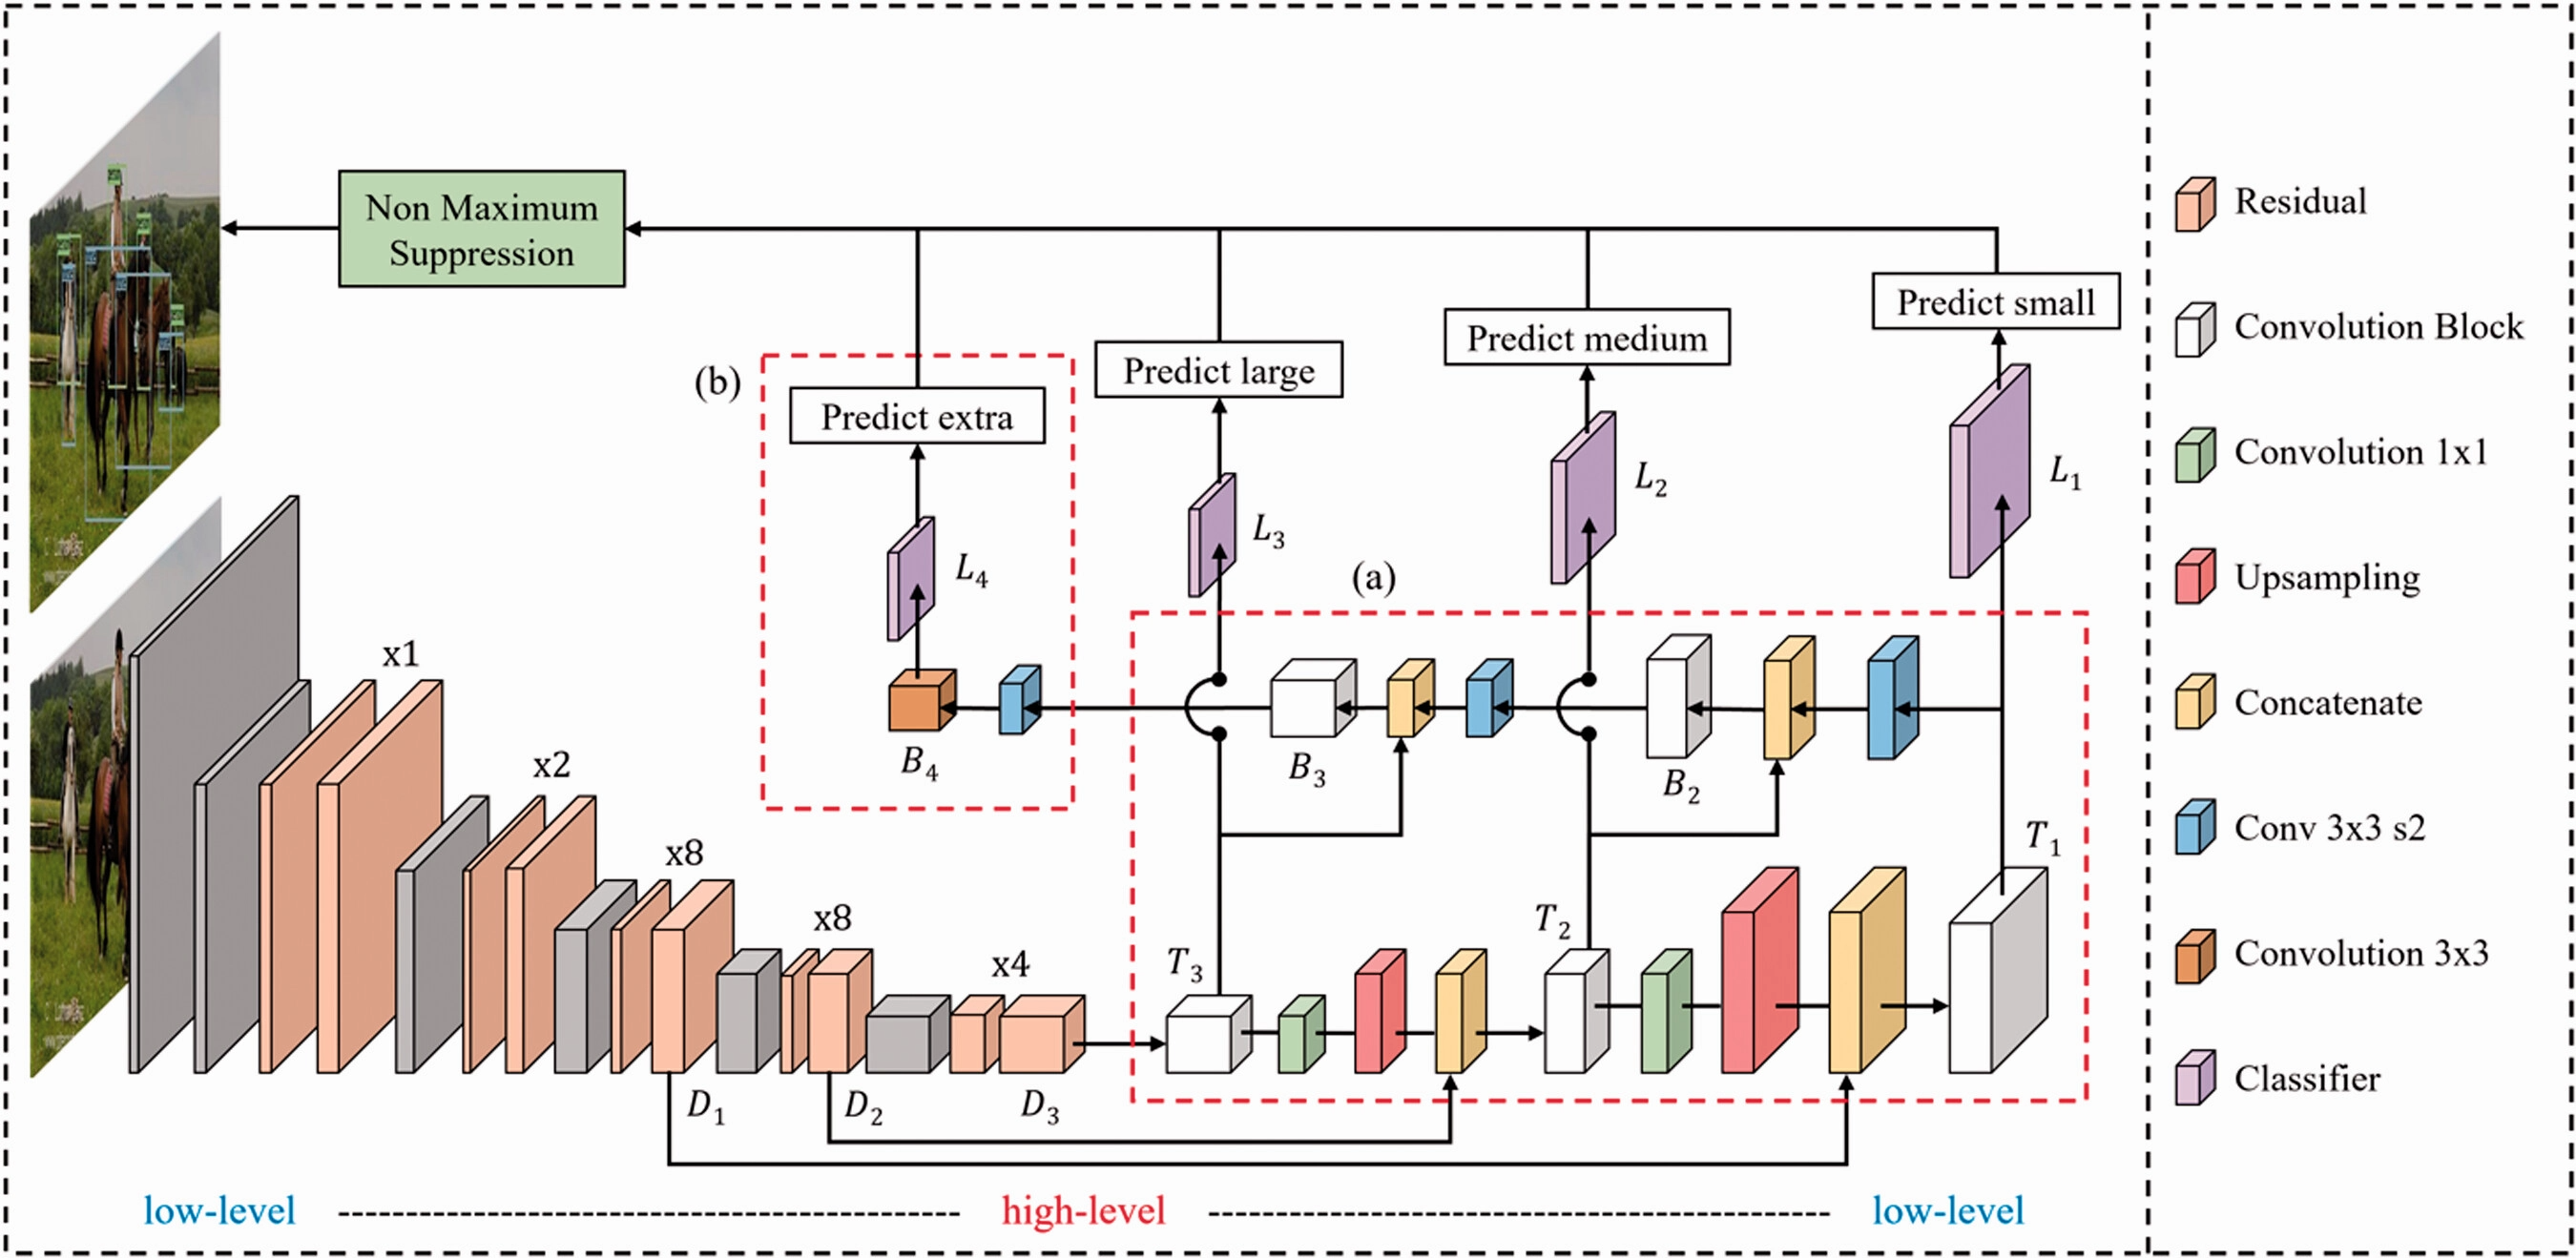 Non Maximum
Suppression
(b)
Predict extra
Predict large
Predict medium
Predict small
L4
L3
L2
L1
(a)
B4
B3
B2
x1
x2
x8
x8
x4
T3
T2
T1
D1
D2
D3
low-level
high-level
low-level
Residual
Convolution Block
Convolution 1x1
Upsampling
Concatenate
Conv 3x3 s2
Convolution 3x3
Classifier